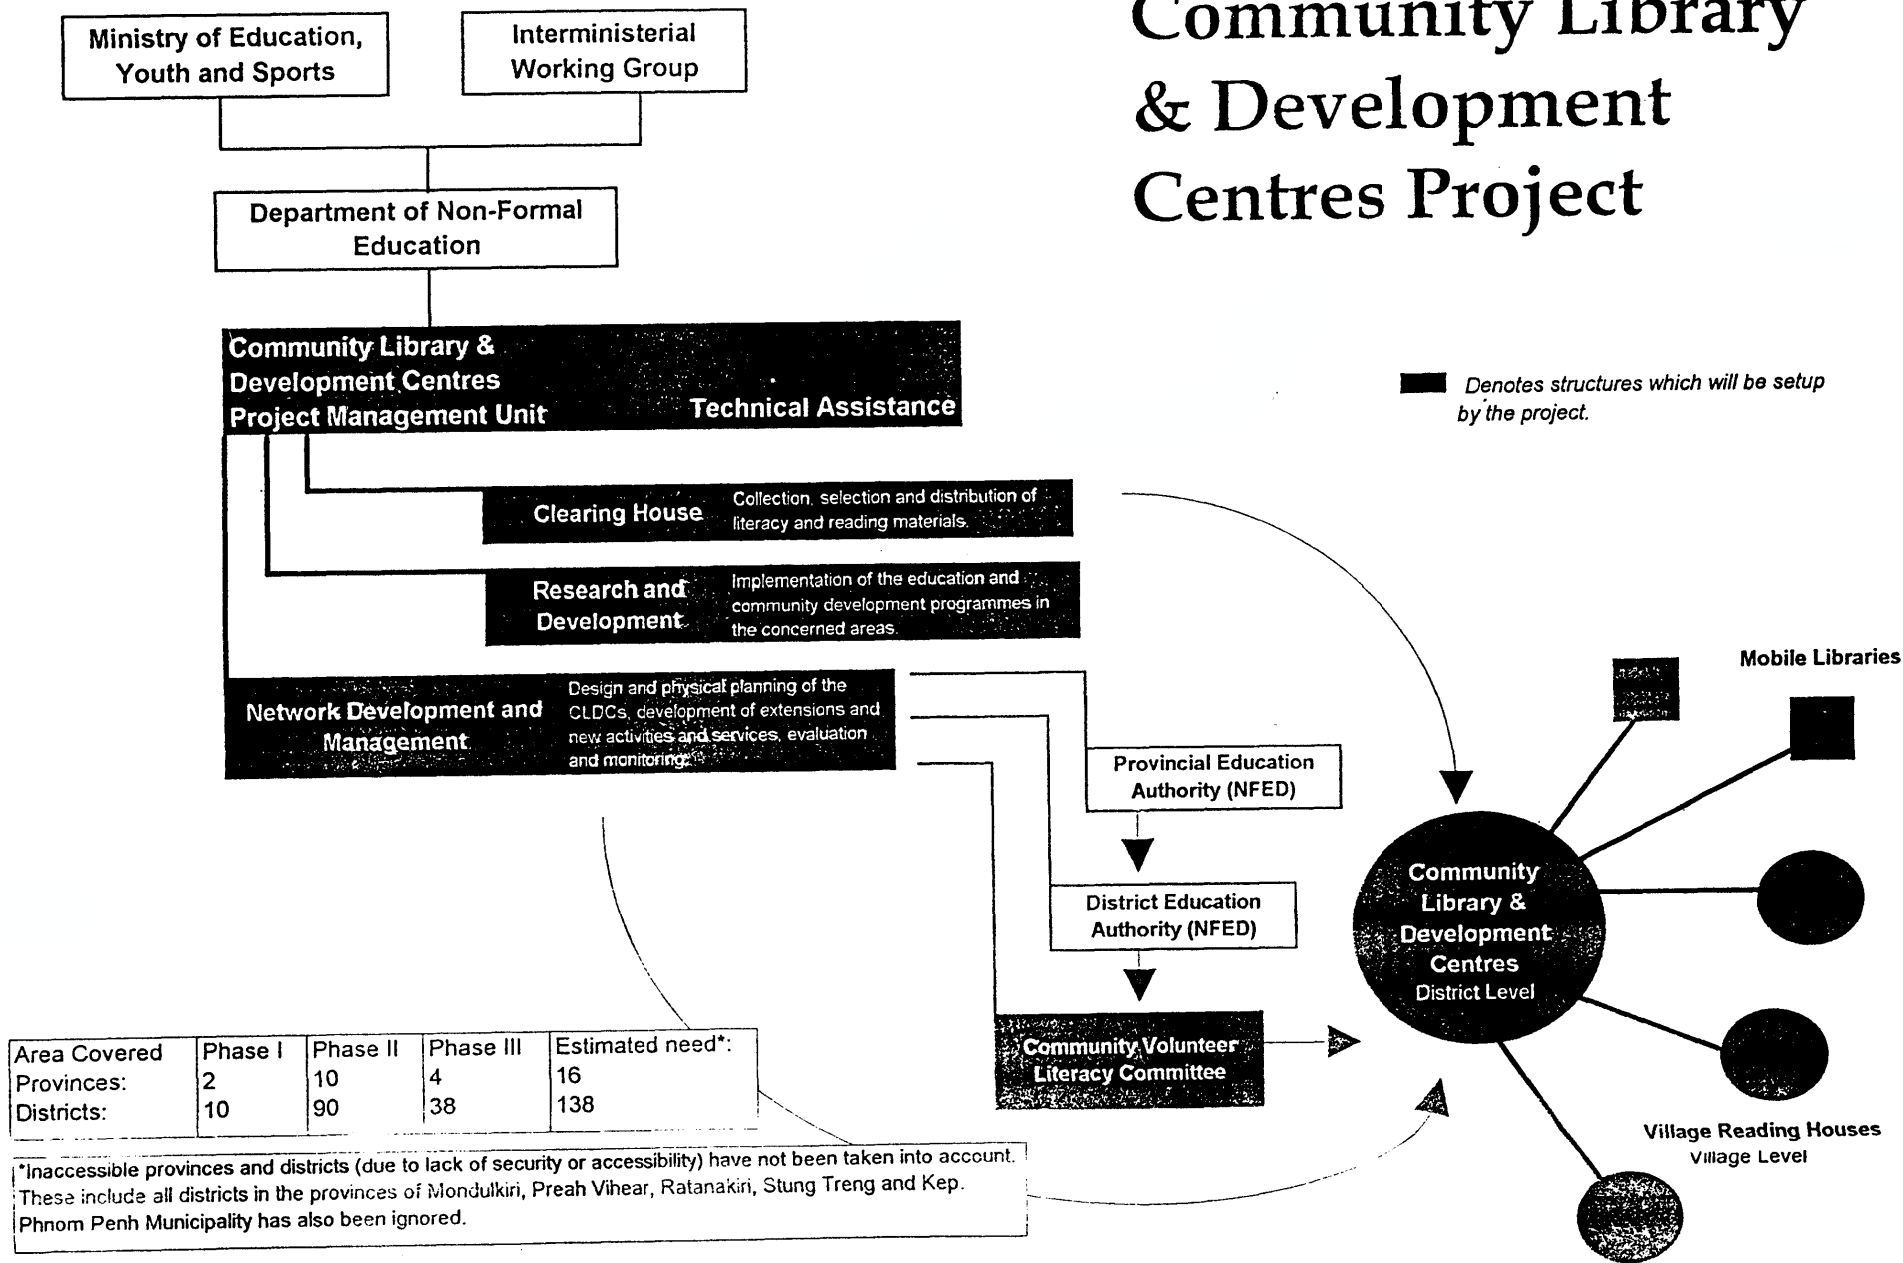 Community Library
& Development
Centres Project
Ministry of Education,
Youth and Sports
Interministerial
Working Group
Department of Non-Formal
Education
Community Library &
Development Centres
Project Management Unit
Technical Assistance
Denotes structures which will be setup
by the project.
Clearing House
Collection, selection and distribution of
literacy and reading materials.
Research and
Development
Implementation of the education and
community development programmes in
the concerned areas.
Network Development and
Management
Design and physical planning of the
CLDCs, development of extensions and
new activities and services, evaluation
and monitoring.
Provincial Education
Authority (NFED)
District Education
Authority (NFED)
Community Volunteer
Literacy Committee
Community
Library &
Development
Centres
District Level
Mobile Libraries
Village Reading Houses
Village Level
Area Covered Phase I Phase II Phase III Estimated need*:
Provinces: 2 10 4 16
Districts: 10 90 38 138
*Inaccessible provinces and districts (due to lack of security or accessibility) have not been taken into account.
These include all districts in the provinces of Mondulkiri, Preah Vihear, Ratanakiri, Stung Treng and Kep.
Phnom Penh Municipality has also been ignored.